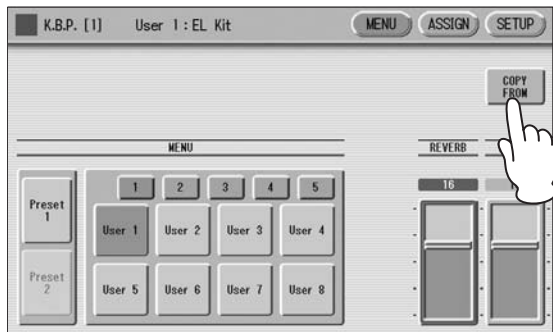 K.B.P. [1] User 1 : EL Kit MENU ASSIGN SETUP
COPY
FROM
MENU
REVERB
1 2 3 4 5
16
Preset
1
User 1 User 2 User 3 User 4
Preset
2
User 5 User 6 User 7 User 8